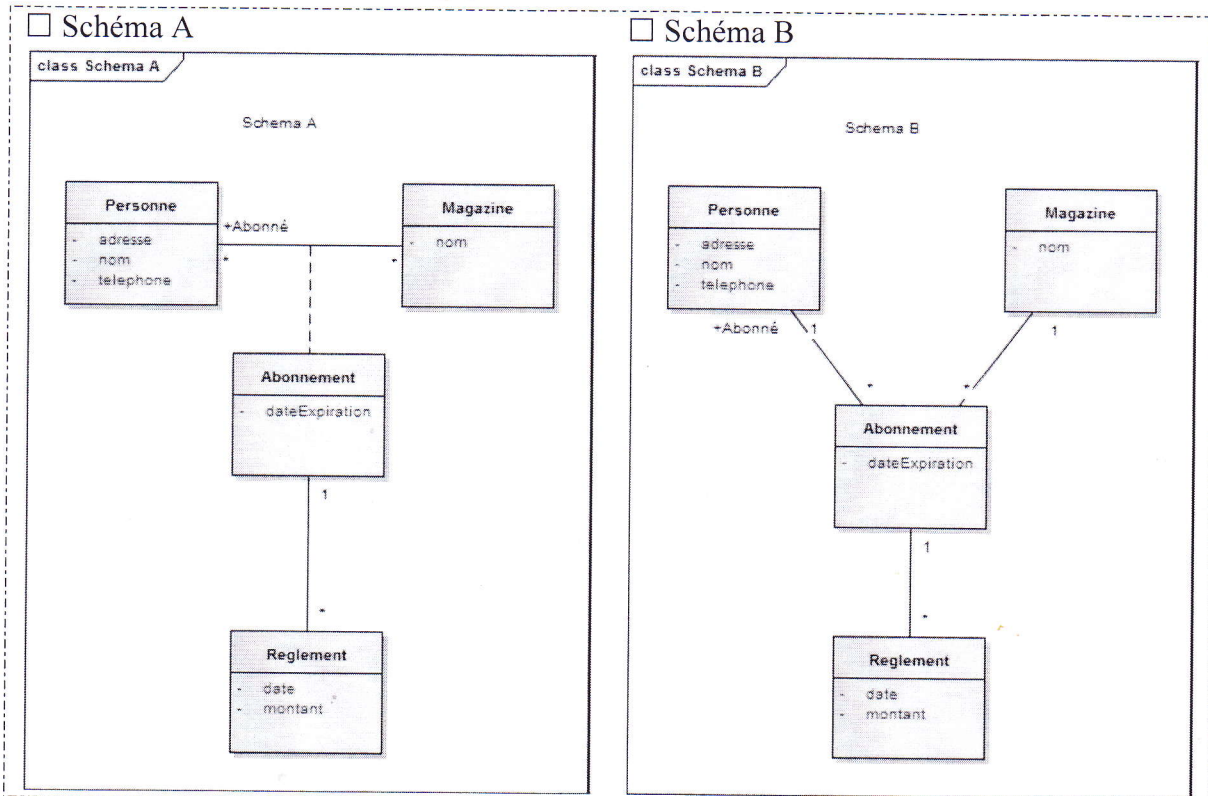 □ Schéma A
class Schema A
Schema A
Personne
- adresse
- nom
- telephone
+Abonné
*
*
Magazine
- nom
Abonnement
- dateExpiration
1
*
Reglement
- date
- montant
□ Schéma B
class Schema B
Schema B
Personne
- adresse
- nom
- telephone
Magazine
- nom
+Abonné 1
1
*
*
Abonnement
- dateExpiration
1
*
Reglement
- date
- montant